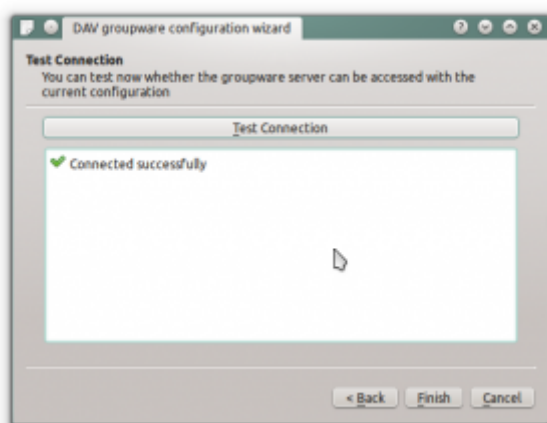 DAV groupware configuration wizard
Test Connection
You can test now whether the groupware server can be accessed with the
current configuration
Test Connection
Connected successfully
< Back
Finish
Cancel